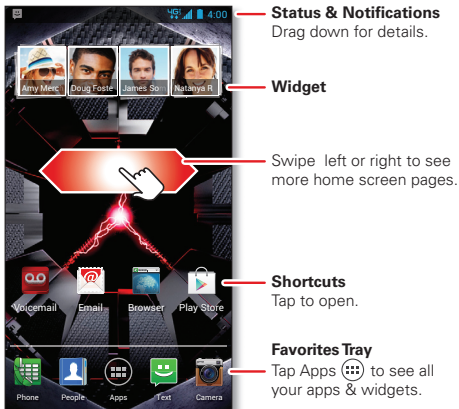 4G 4:00
Status & Notifications
Drag down for details.
Amy Merc Doug Foste James So Natanya R
Widget
Swipe left or right to see
more home screen pages.
Voicemail Email Browser Play Store
Shortcuts
Tap to open.
Favorites Tray
Tap Apps to see all
your apps & widgets.
Phone People Apps Text Camera